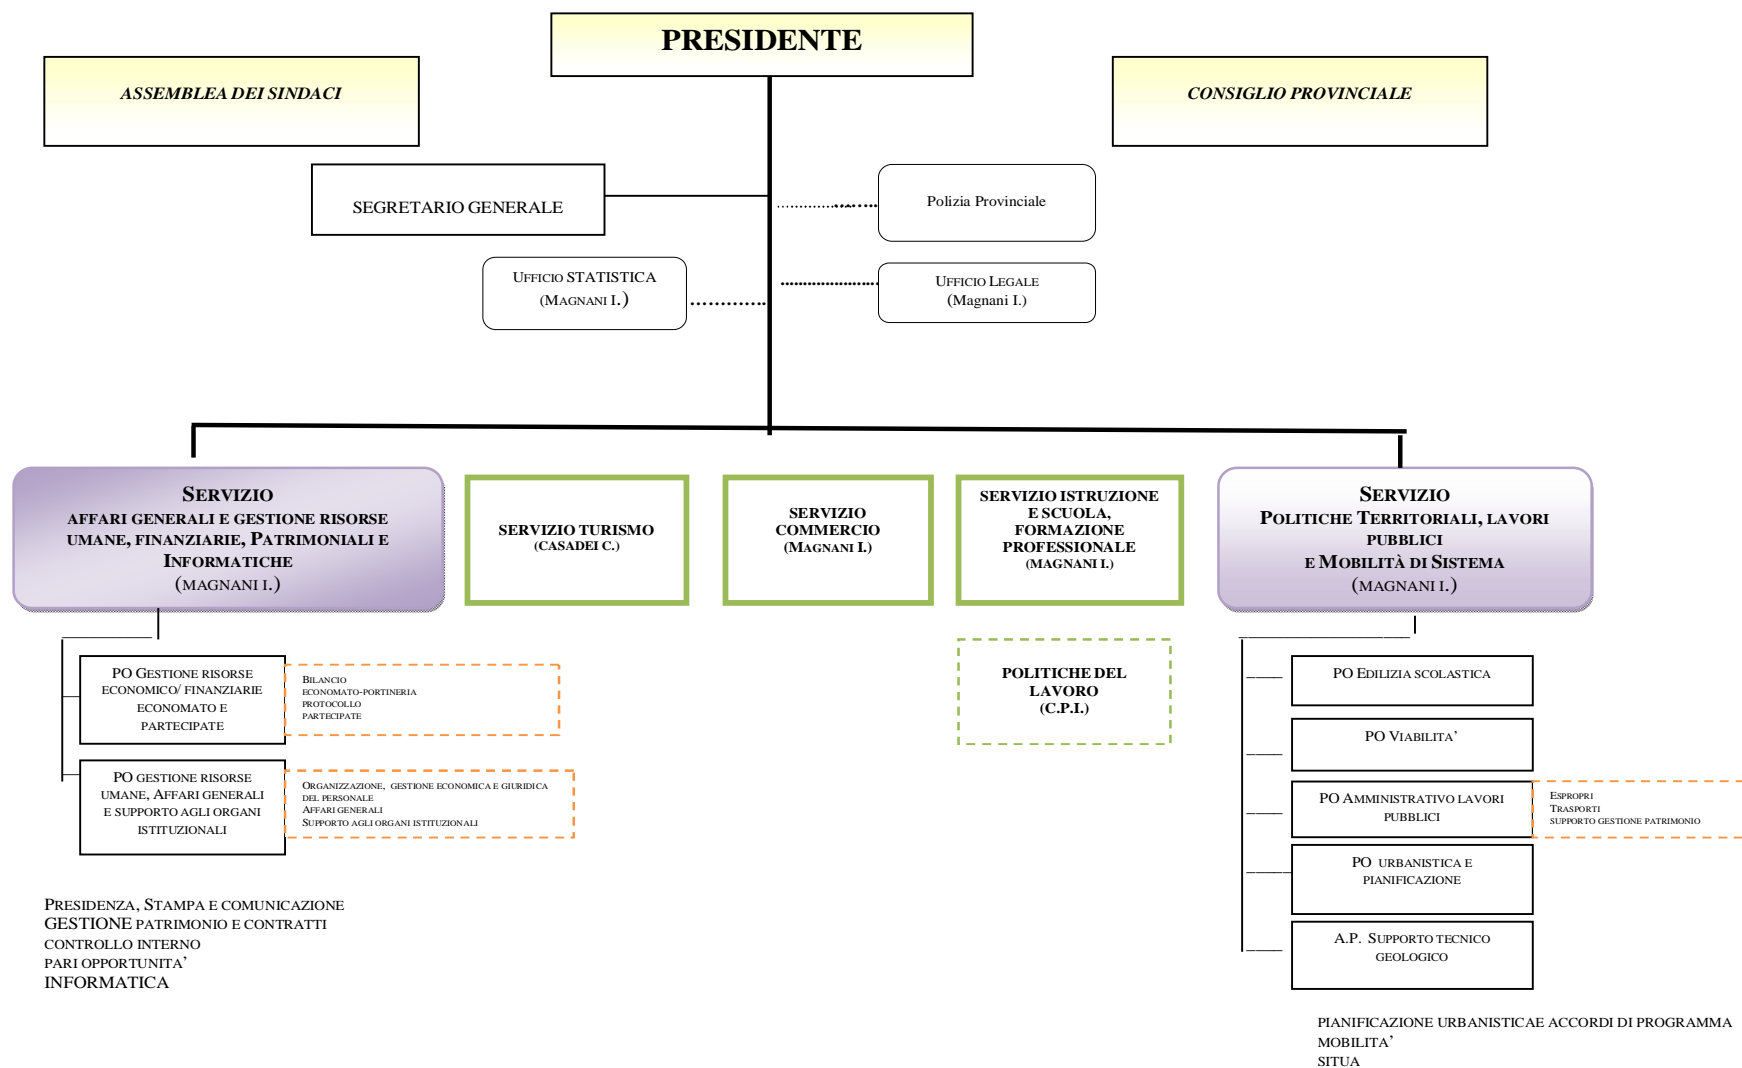 PRESIDENTE
ASSEMBLEA DEI SINDACI
CONSIGLIO PROVINCIALE
SEGRETARIO GENERALE
Polizia Provinciale
UFFICIO STATISTICA
(MAGNANI I.)
UFFICIO LEGALE
(Magnani I.)
SERVIZIO
AFFARI GENERALI E GESTIONE RISORSE
UMANE, FINANZIARIE, PATRIMONIALI E
INFORMATICHE
(MAGNANI I.)
SERVIZIO TURISMO
(CASADEI C.)
SERVIZIO
COMMERCIO
(MAGNANI I.)
SERVIZIO ISTRUZIONE
E SCUOLA,
FORMAZIONE
PROFESSIONALE
(MAGNANI I.)
SERVIZIO
POLITICHE TERRITORIALI, LAVORI
PUBBLICI
E MOBILITÀ DI SISTEMA
(MAGNANI I.)
PO GESTIONE RISORSE
ECONOMICO/ FINANZIARIE
ECONOMATO E
PARTECIPATE
BILANCIO
ECONOMATO-PORTINERIA
PROTOCOLLO
PARTECIPATE
PO GESTIONE RISORSE
UMANE, AFFARI GENERALI
E SUPPORTO AGLI ORGANI
ISTITUZIONALI
ORGANIZZAZIONE, GESTIONE ECONOMICA E GIURIDICA
DEL PERSONALE
AFFARI GENERALI
SUPPORTO AGLI ORGANI ISTITUZIONALI
PRESIDENZA, STAMPA E COMUNICAZIONE
GESTIONE PATRIMONIO E CONTRATTI
CONTROLLO INTERNO
PARI OPPORTUNITA'
INFORMATICA
POLITICHE DEL
LAVORO
(C.P.I.)
PO EDILIZIA SCOLASTICA
PO VIABILITA'
PO AMMINISTRATIVO LAVORI
PUBBLICI
ESPROPRI
TRASPORTI
SUPPORTO GESTIONE PATRIMONIO
PO URBANISTICA E
PIANIFICAZIONE
A.P. SUPPORTO TECNICO
GEOLOGICO
PIANIFICAZIONE URBANISTICAE ACCORDI DI PROGRAMMA
MOBILITA'
SITUA